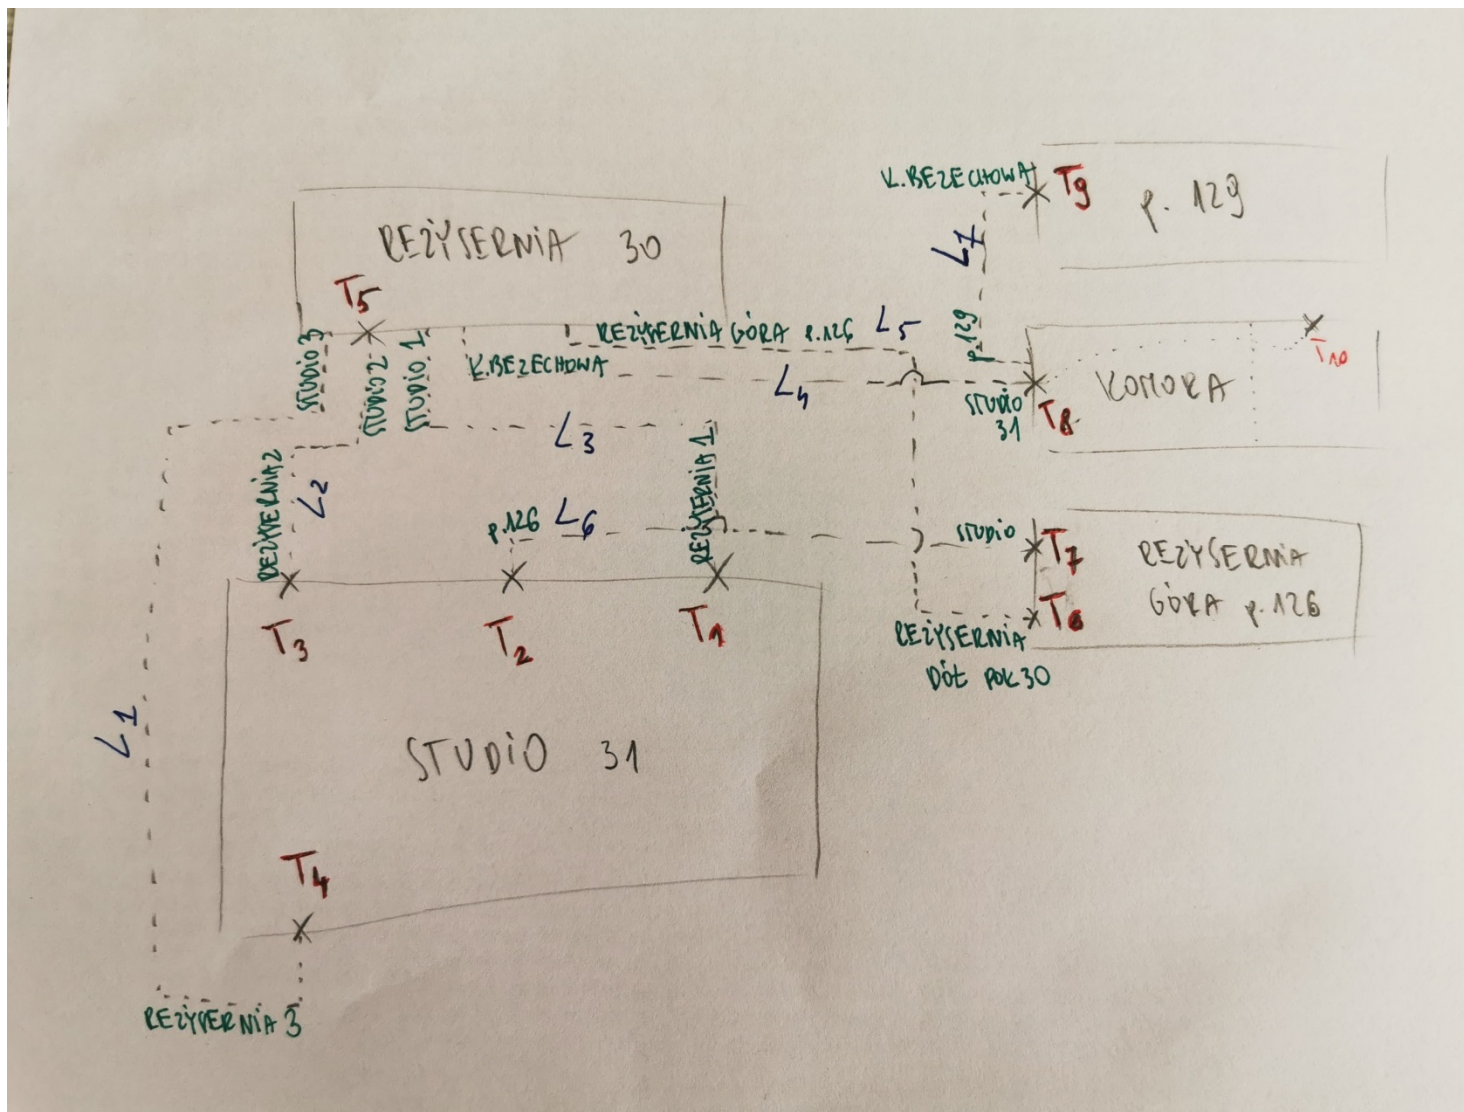 K.BEZECHOWA
T9
p. 129
REŻYSERNIA 30
L7
T5
REŻYSERNIA GÓRA p.126
L5
p.129
T10
STUDIO 3
STUDIO 2
STUDIO 1
K.BEZECHOWA
L4
STUDIO
31
T8
KOMORA
L3
REŻYSERNIA 2
L2
REŻYSERNIA 1
p.126
L6
STUDIO
T7
REŻYSERNIA
GÓRA p.126
T6
REŻYSERNIA
DÓŁ POK 30
T3
T2
T1
L1
STUDIO 31
T4
REŻYSERNIA 3